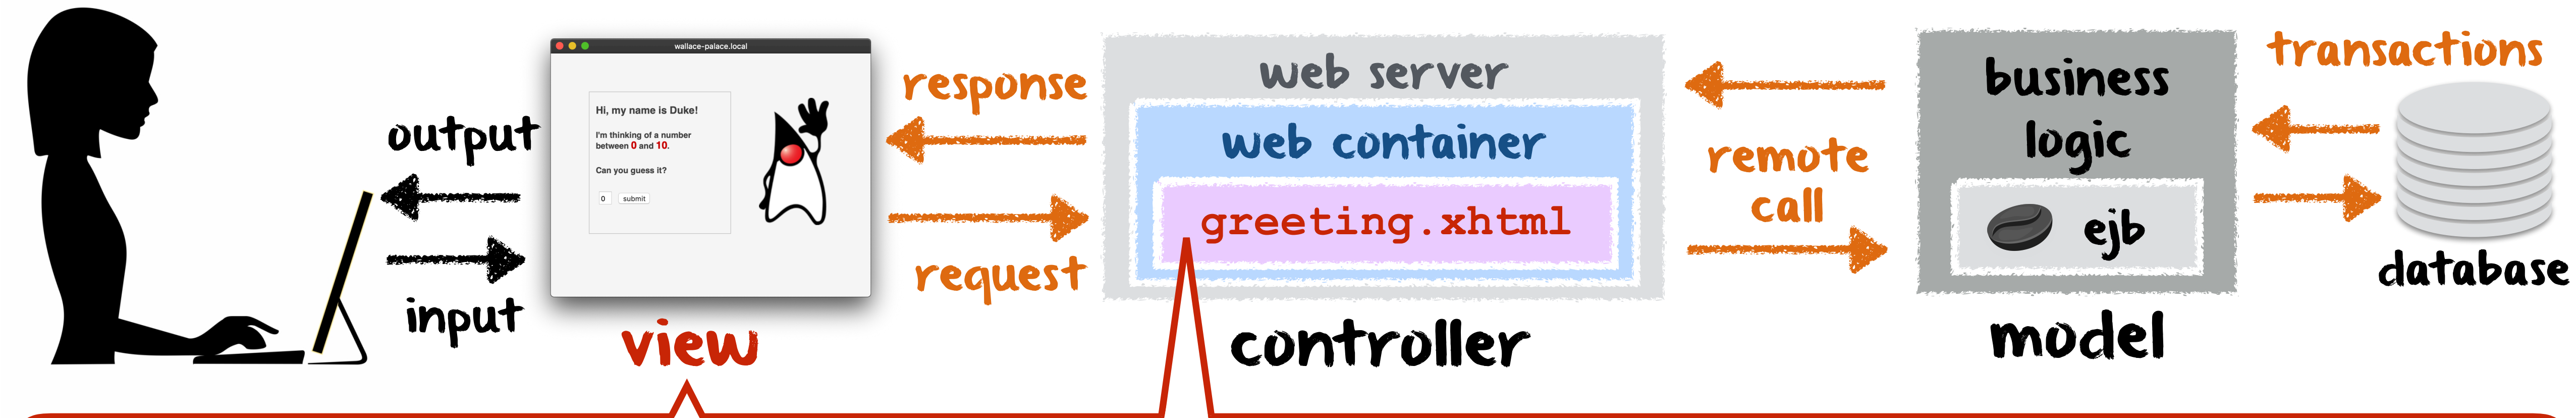 output
input
wallace-palace.local
Hi, my name is Duke!
I'm thinking of a number
between 0 and 10.
Can you guess it?
0 submit
view
response
request
web server
web container
greeting.xhtml
controller
remote
call
business
logic
ejb
model
transactions
database